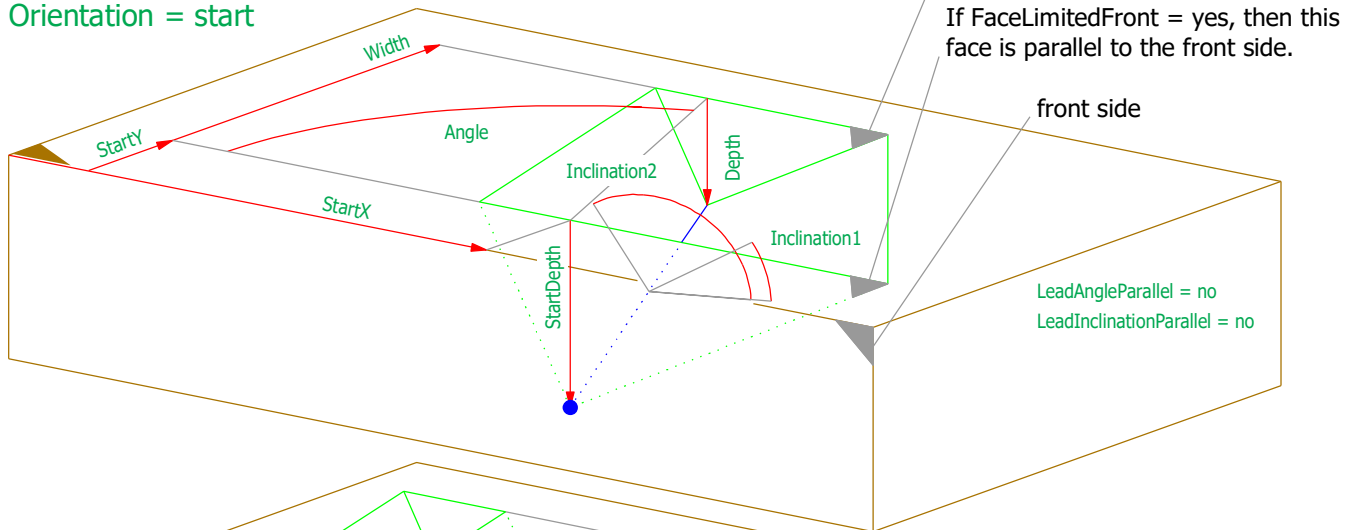 Orientation = start
If FaceLimitedFront = yes, then this
face is parallel to the front side.
Width
front side
StartY
Angle
Depth
Inclination2
StartX
Inclination1
StartDepth
LeadAngleParallel = no
LeadInclinationParallel = no